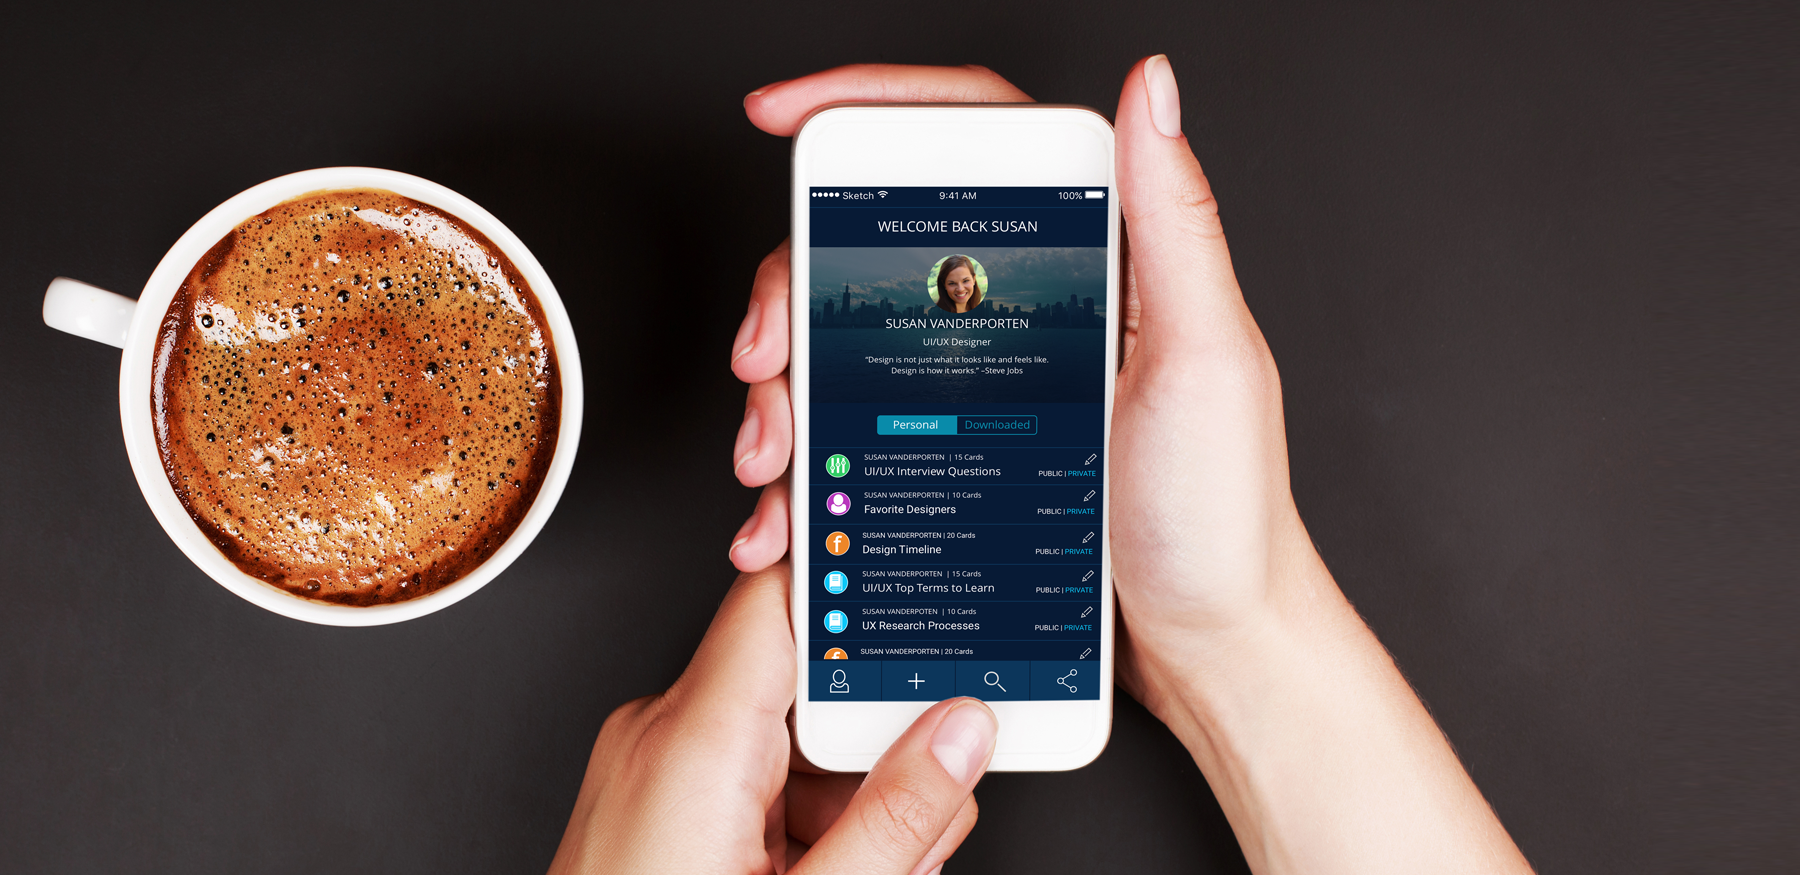 Sketch 9:41 AM 100%
WELCOME BACK SUSAN
SUSAN VANDERPORTEN
UI/UX Designer
“Design is not just what it looks like and feels like.
Design is how it works.” –Steve Jobs
Personal Downloaded
SUSAN VANDERPORTEN | 15 Cards
UI/UX Interview Questions
PUBLIC | PRIVATE
SUSAN VANDERPORTEN | 10 Cards
Favorite Designers
PUBLIC | PRIVATE
SUSAN VANDERPORTEN | 20 Cards
Design Timeline
PUBLIC | PRIVATE
SUSAN VANDERPORTEN | 15 Cards
UI/UX Top Terms to Learn
PUBLIC | PRIVATE
SUSAN VANDERPOTEN | 10 Cards
UX Research Processes
PUBLIC | PRIVATE
SUSAN VANDERPORTEN | 20 Cards